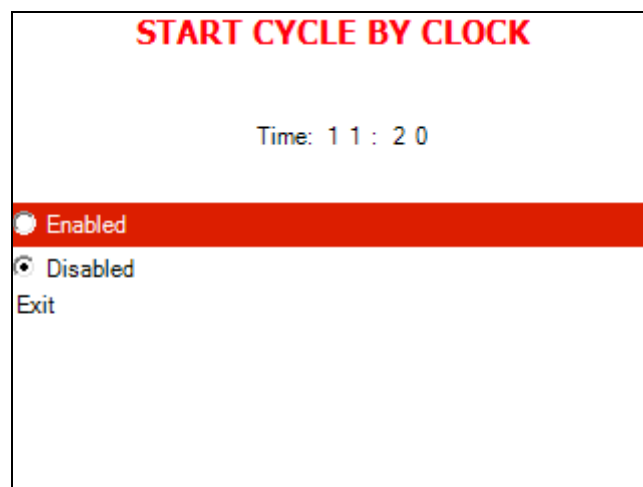 START CYCLE BY CLOCK
Time: 1 1 : 2 0
Enabled
Disabled
Exit